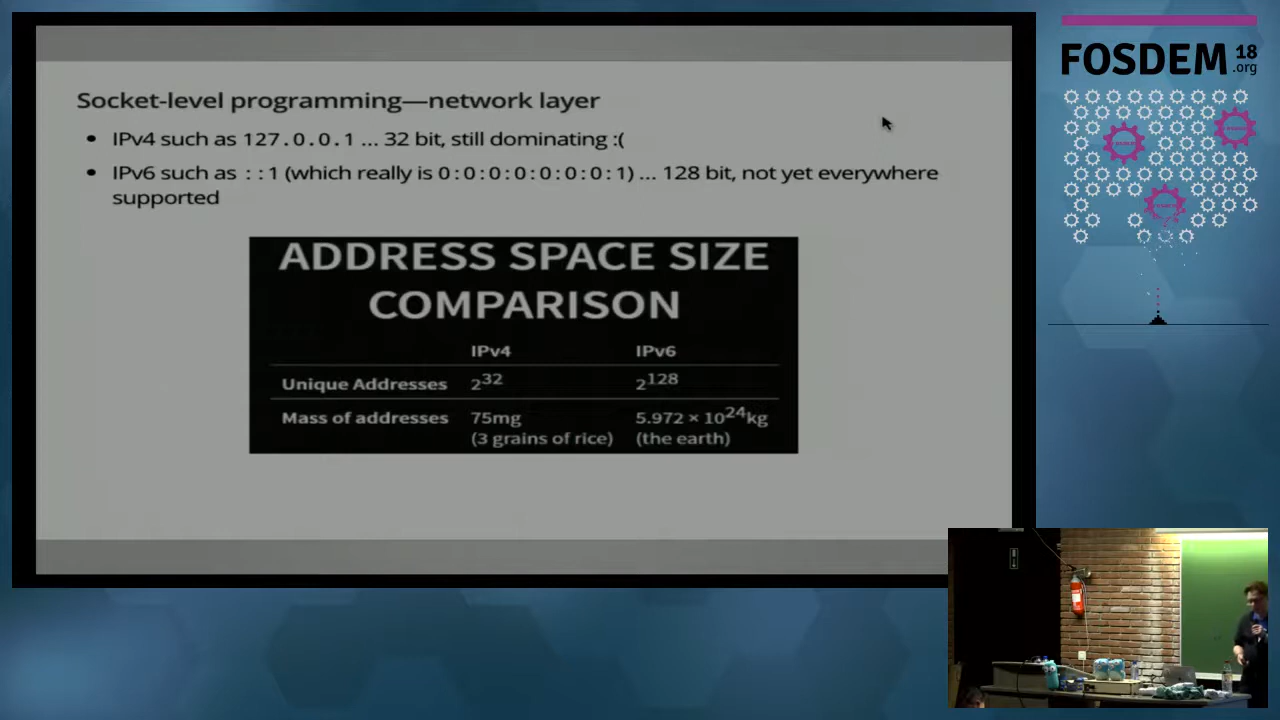 Socket-level programming—network layer
• IPv4 such as 127.0.0.1 ... 32 bit, still dominating :(
• IPv6 such as ::1 (which really is 0:0:0:0:0:0:0:1) ... 128 bit, not yet everywhere
supported
ADDRESS SPACE SIZE
COMPARISON
IPv4 IPv6
Unique Addresses 2^32 2^128
Mass of addresses 75mg 5.972 × 10^24kg
(3 grains of rice) (the earth)
FOSDEM 18
.org